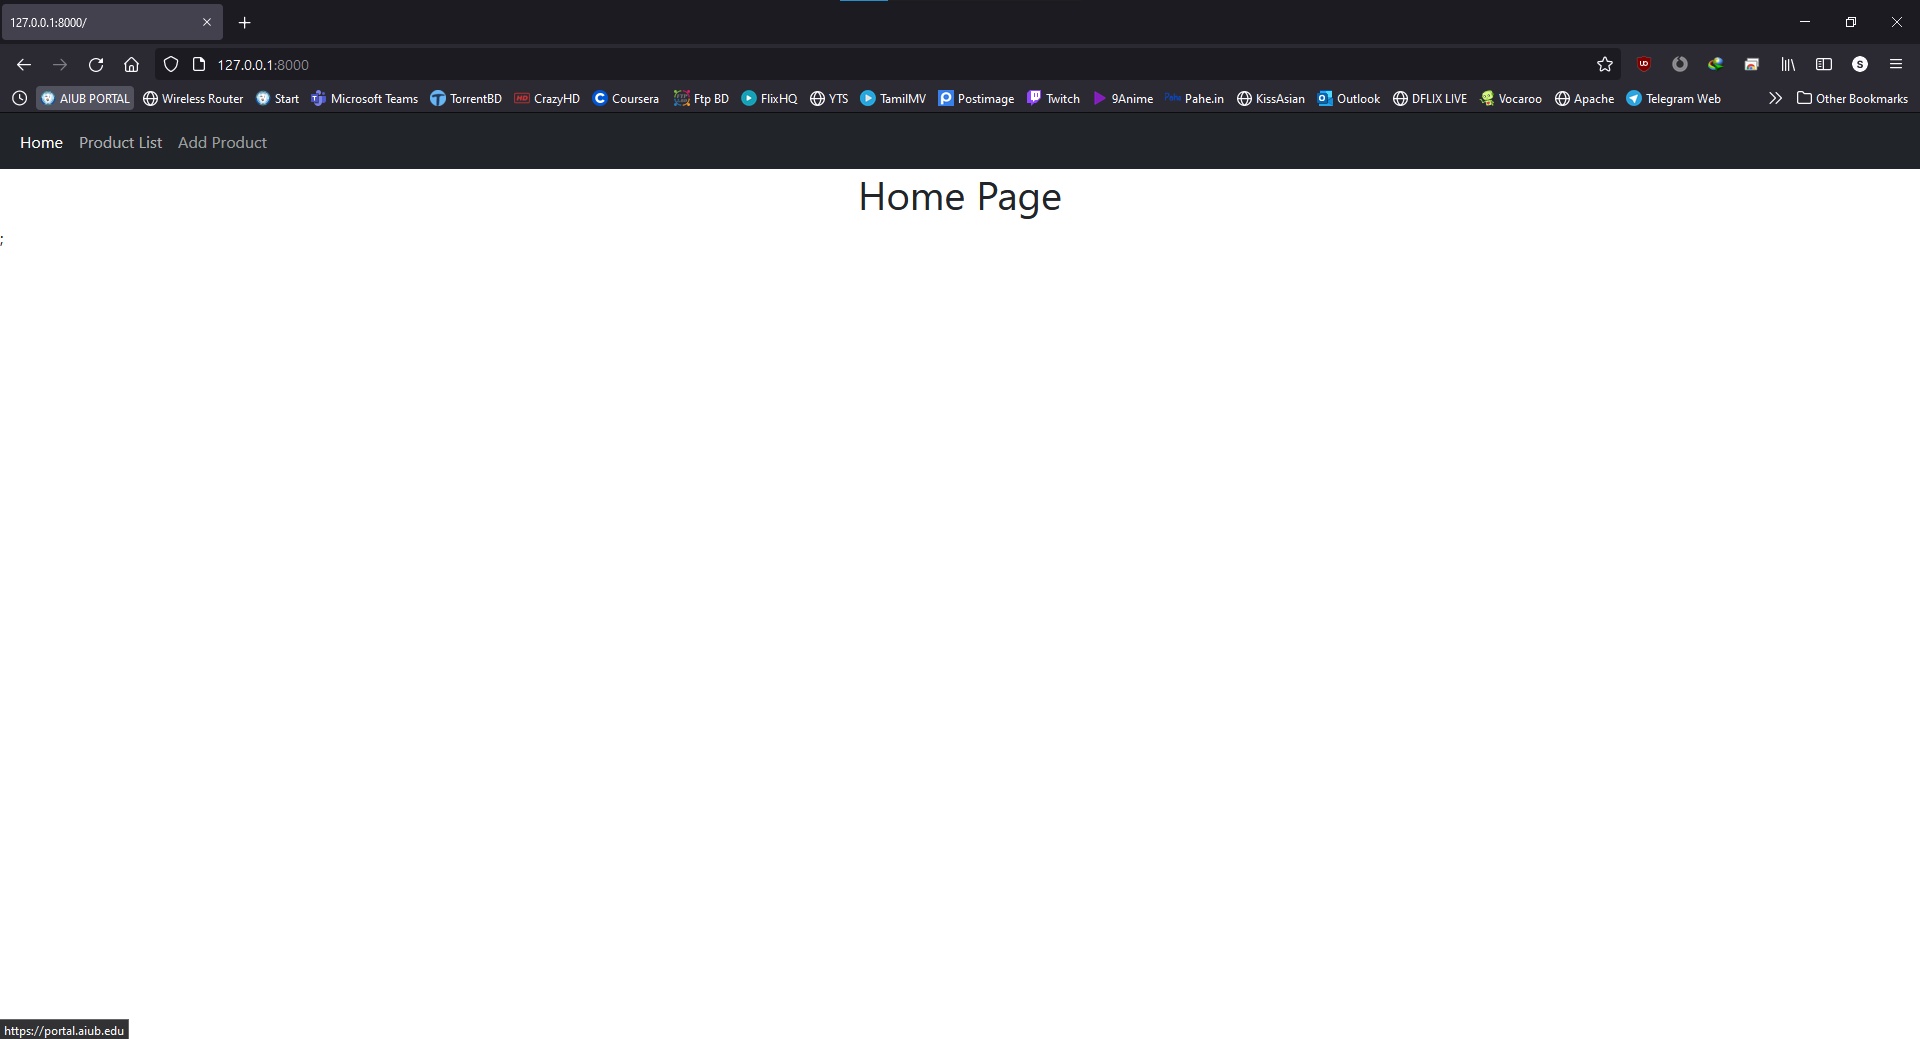 127.0.0.1:8000/
127.0.0.1:8000
AIUB PORTAL Wireless Router Start Microsoft Teams TorrentBD HD CrazyHD Coursera Ftp BD FlixHQ YTS TamilMV Postimage Twitch 9Anime Pahe Pahe.in KissAsian Outlook DFLIX LIVE Vocaroo Apache Telegram Web Other Bookmarks
Home Product List Add Product
Home Page
;
https://portal.aiub.edu